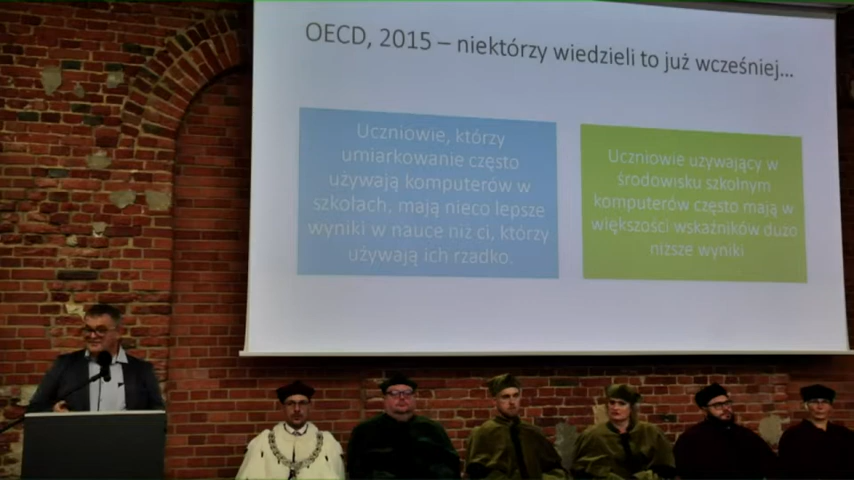 OECD, 2015 – niektórzy wiedzieli to już wcześniej...
Uczniowie, którzy
umiarkowanie często
używają komputerów w
szkołach, mają nieco lepsze
wyniki w nauce niż ci, którzy
używają ich rzadko.
Uczniowie używający w
środowisku szkolnym
komputerów często mają w
większości wskaźników dużo
niższe wyniki